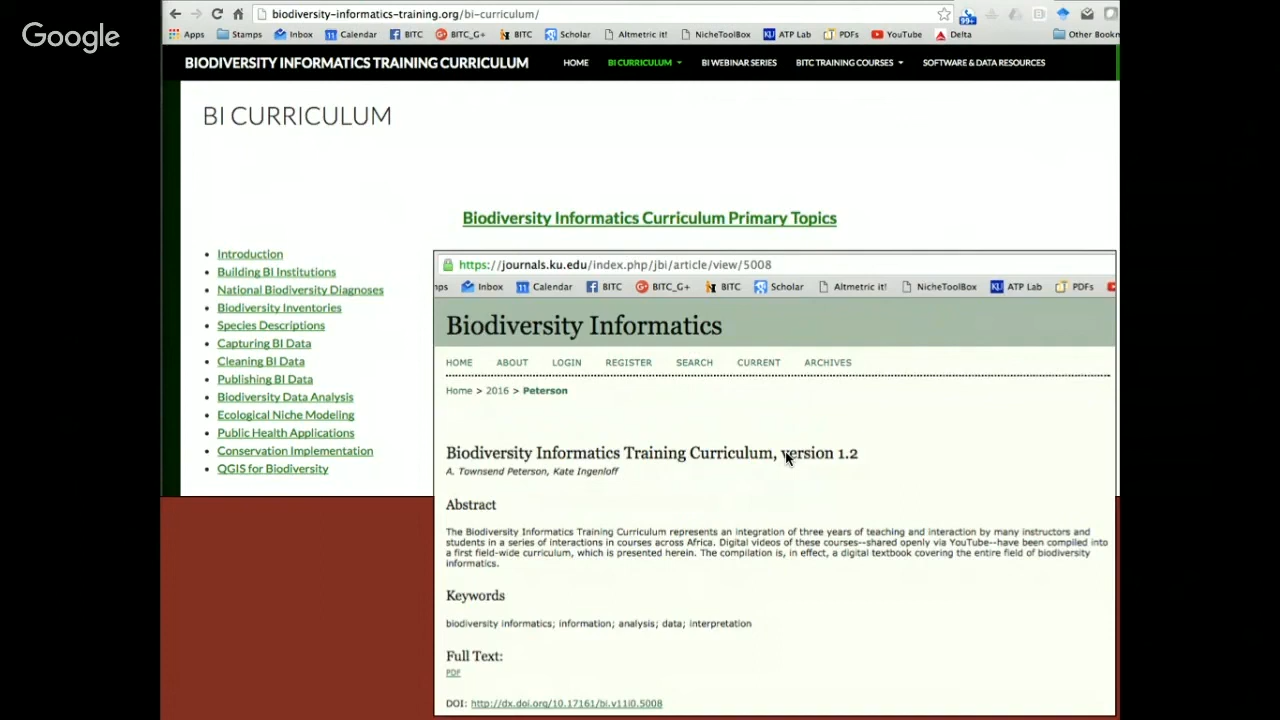 Google
biodiversity-informatics-training.org/bi-curriculum/
99+
Apps Stamps Inbox Calendar BITC BITC_G+ BITC Scholar Altmetric it! NicheToolBox ATP Lab PDFs YouTube Delta Other Bookn
BIODIVERSITY INFORMATICS TRAINING CURRICULUM HOME BI CURRICULUM BI WEBINAR SERIES BITC TRAINING COURSES SOFTWARE & DATA RESOURCES
BI CURRICULUM
Biodiversity Informatics Curriculum Primary Topics
Introduction
Building BI Institutions
National Biodiversity Diagnoses
Biodiversity Inventories
Species Descriptions
Capturing BI Data
Cleaning BI Data
Publishing BI Data
Biodiversity Data Analysis
Ecological Niche Modeling
Public Health Applications
Conservation Implementation
QGIS for Biodiversity
https://journals.ku.edu/index.php/jbi/article/view/5008
nps Inbox Calendar BITC BITC_G+ BITC Scholar Altmetric it! NicheToolBox ATP Lab PDFs
Biodiversity Informatics
HOME ABOUT LOGIN REGISTER SEARCH CURRENT ARCHIVES
Home > 2016 > Peterson
Biodiversity Informatics Training Curriculum, version 1.2
A. Townsend Peterson, Kate Ingenloff
Abstract
The Biodiversity Informatics Training Curriculum represents an integration of three years of teaching and interaction by many instructors and
students in a series of interactions in courses across Africa. Digital videos of these courses--shared openly via YouTube--have been compiled into
a first field-wide curriculum, which is presented herein. The compilation is, in effect, a digital textbook covering the entire field of biodiversity
informatics.
Keywords
biodiversity informatics; information; analysis; data; interpretation
Full Text:
PDF
DOI: http://dx.doi.org/10.17161/bi.v11i0.5008